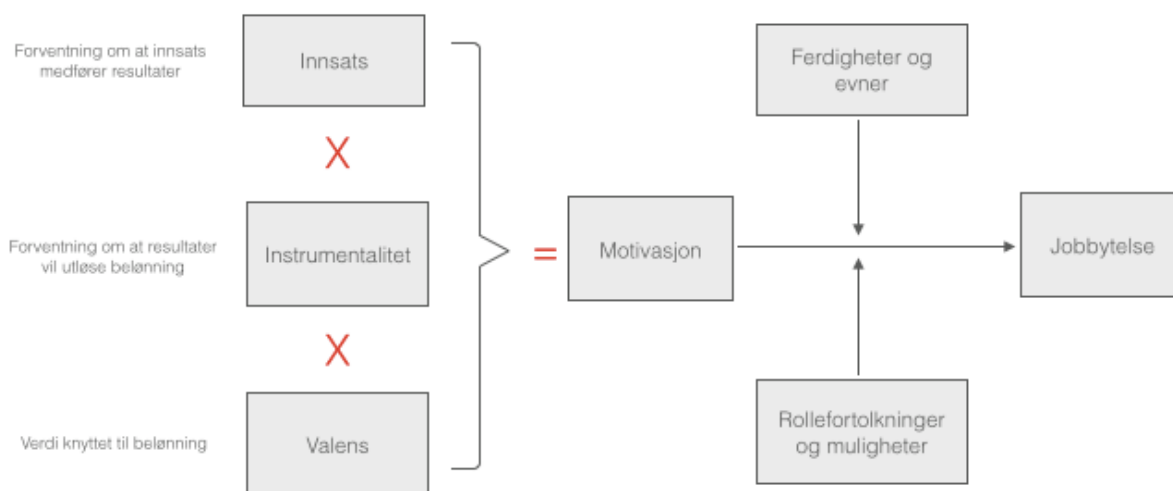 Forventning om at innsats
medfører resultater
Innsats
X
Forventning om at resultater
vil utløse belønning
Instrumentalitet
X
Verdi knyttet til belønning
Valens
=
Motivasjon
Ferdigheter og
evner
Rollefortolkninger
og muligheter
Jobbytelse